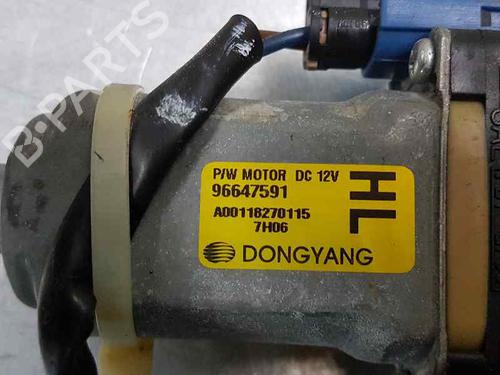 B-PARTS
P/W MOTOR DC 12V
96647591
HL
A00118270115
7H06
DONGYANG